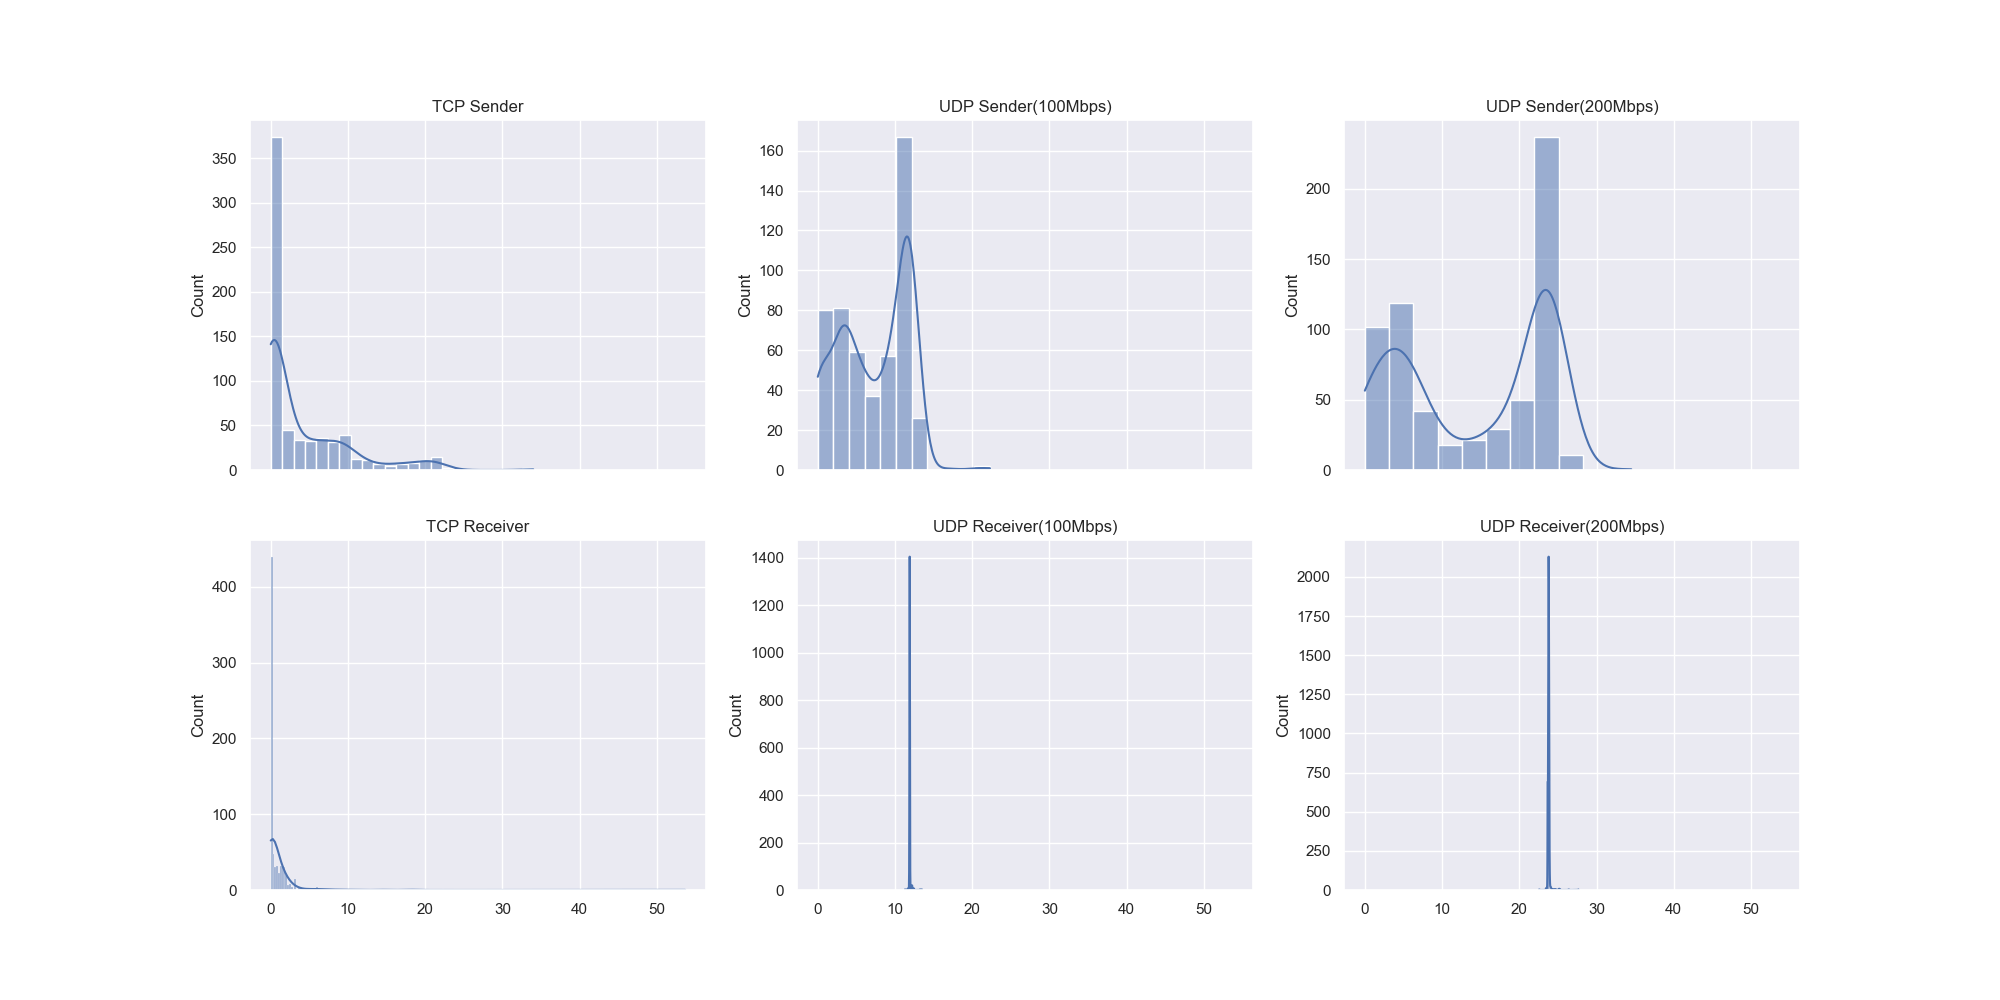 TCP Sender
UDP Sender(100Mbps)
UDP Sender(200Mbps)
Count
350
300
250
200
150
100
50
0
Count
160
140
120
100
80
60
40
20
0
Count
200
150
100
50
0
TCP Receiver
UDP Receiver(100Mbps)
UDP Receiver(200Mbps)
Count
400
300
200
100
0
0 10 20 30 40 50
Count
1400
1200
1000
800
600
400
200
0
0 10 20 30 40 50
Count
2000
1750
1500
1250
1000
750
500
250
0
0 10 20 30 40 50